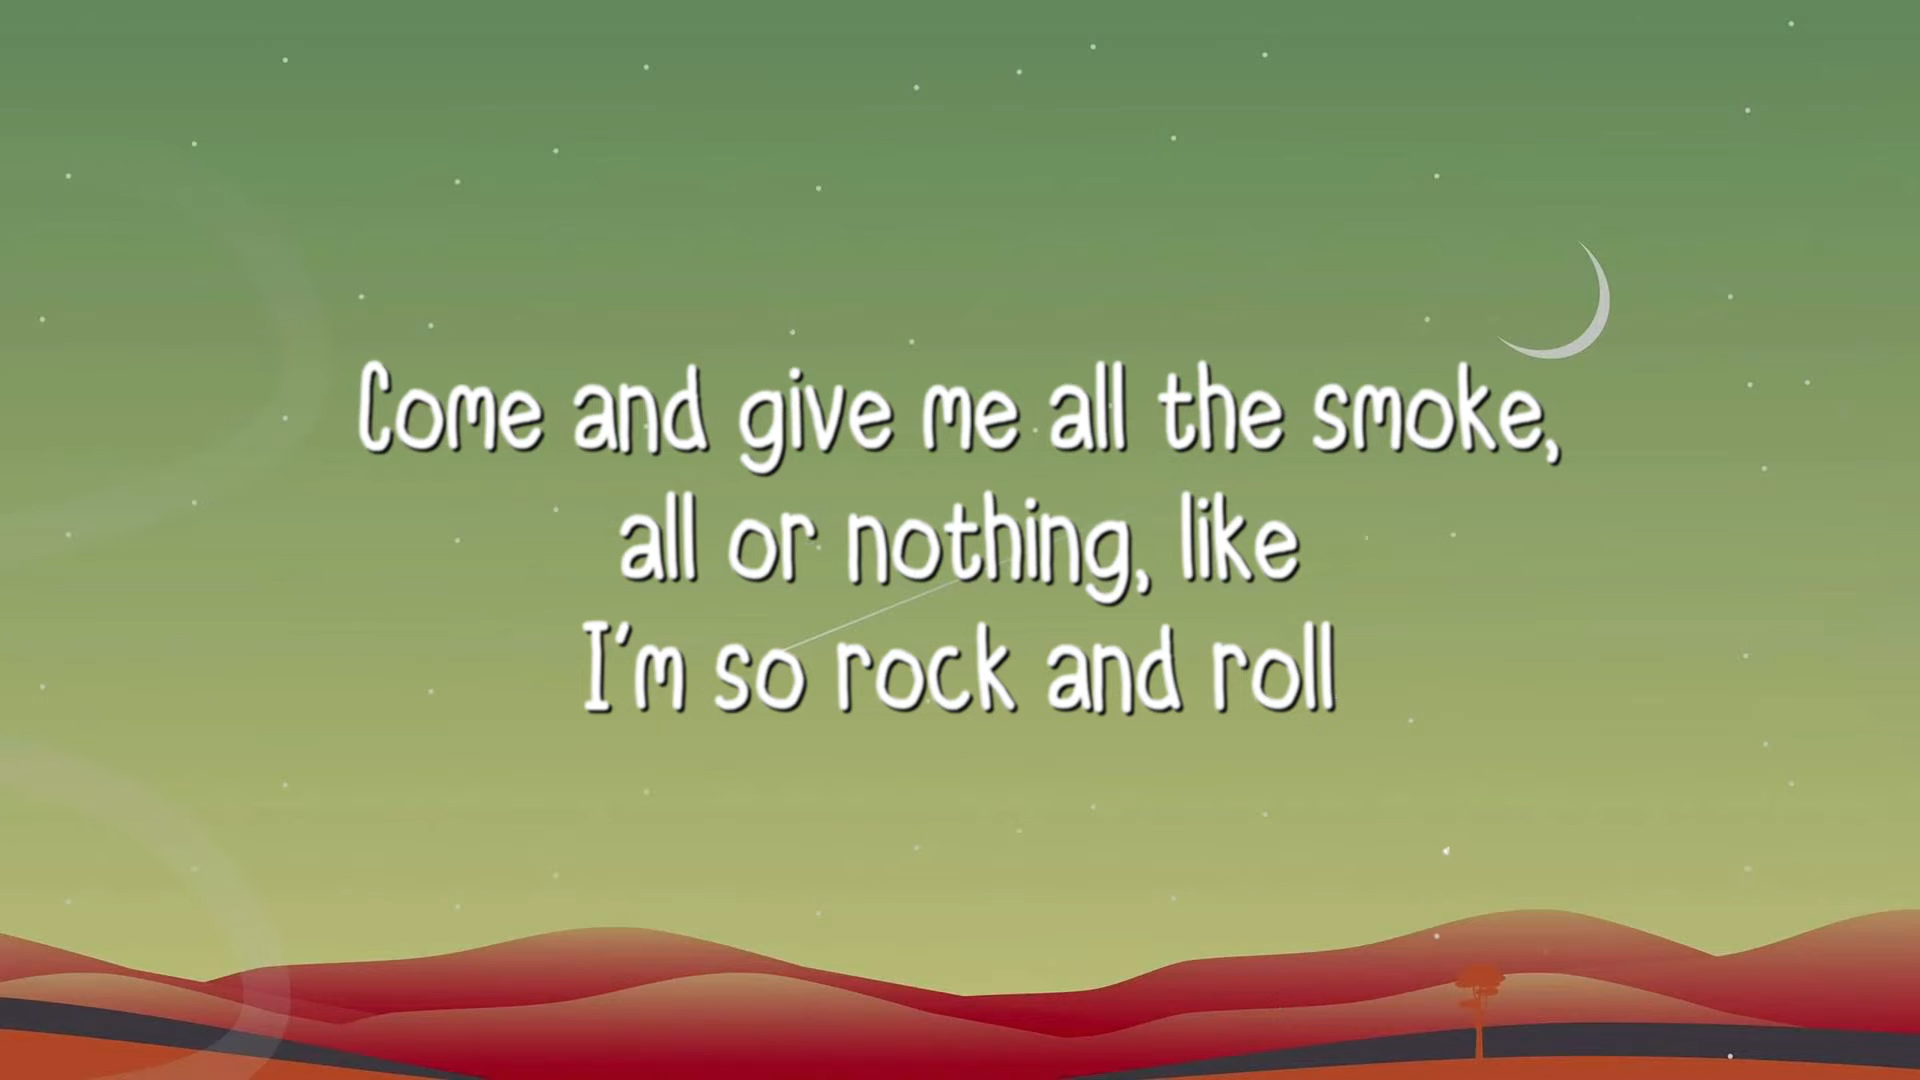 Come and give me all the smoke,
all or nothing, like
I'm so rock and roll